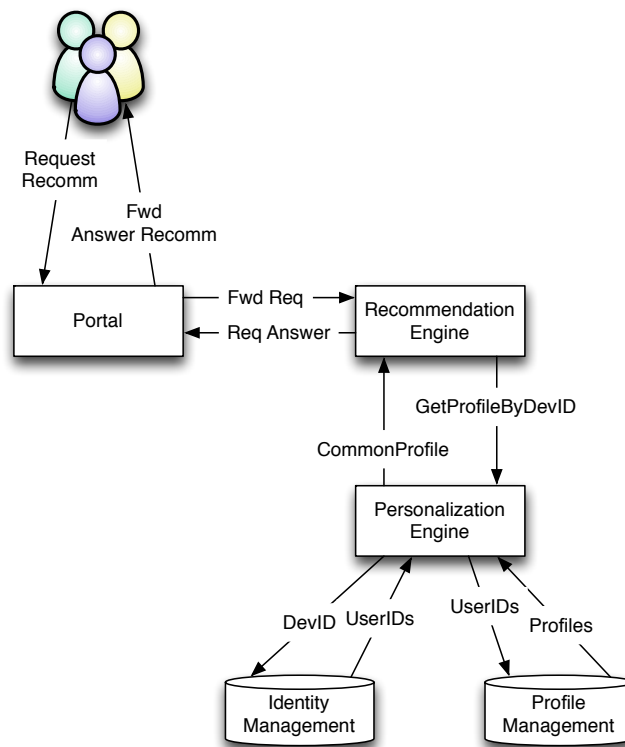 Request
Recomm
Fwd
Answer Recomm
Portal
Fwd Req
Req Answer
Recommendation
Engine
GetProfileByDevID
CommonProfile
Personalization
Engine
DevID
UserIDs
UserIDs
Profiles
Identity
Management
Profile
Management